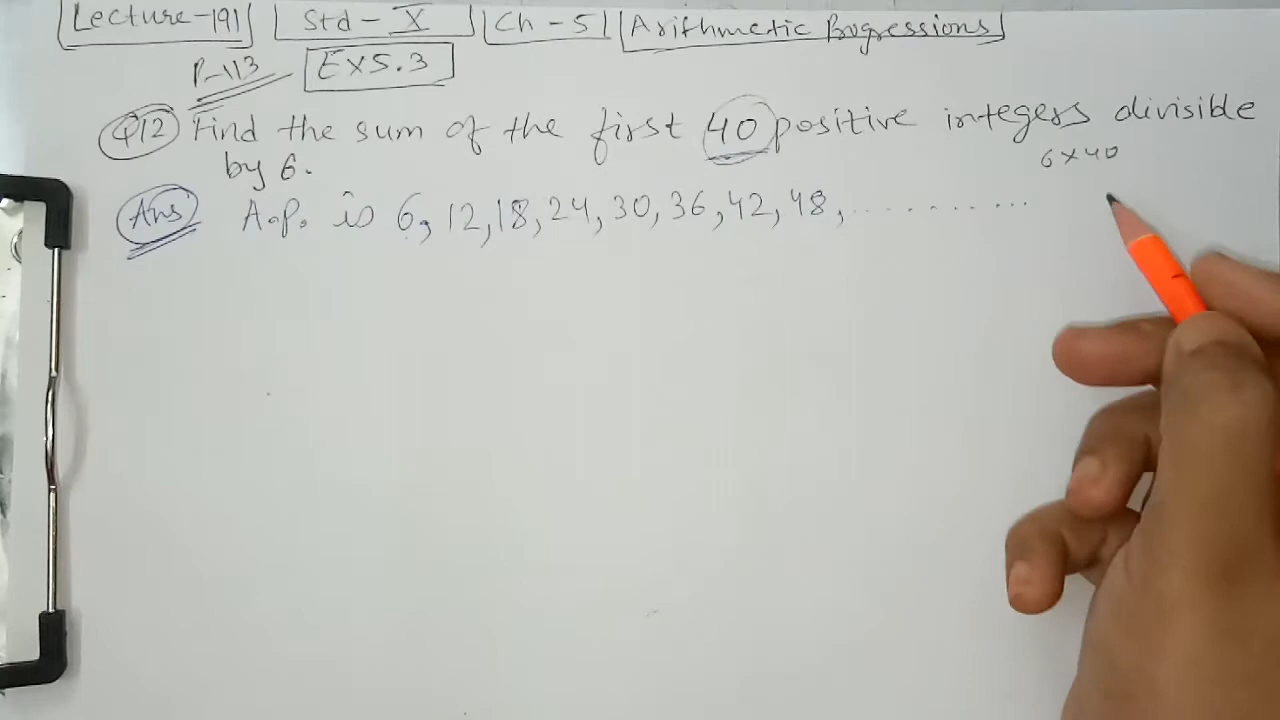 Lecture-191 Std-X Ch-5 Arithmetic Progressions
P-113 EX5.3
Q12 Find the sum of the first 40 positive integers divisible
by 6.
6×40
Ans A.P. is 6, 12, 18, 24, 30, 36, 42, 48, ...........